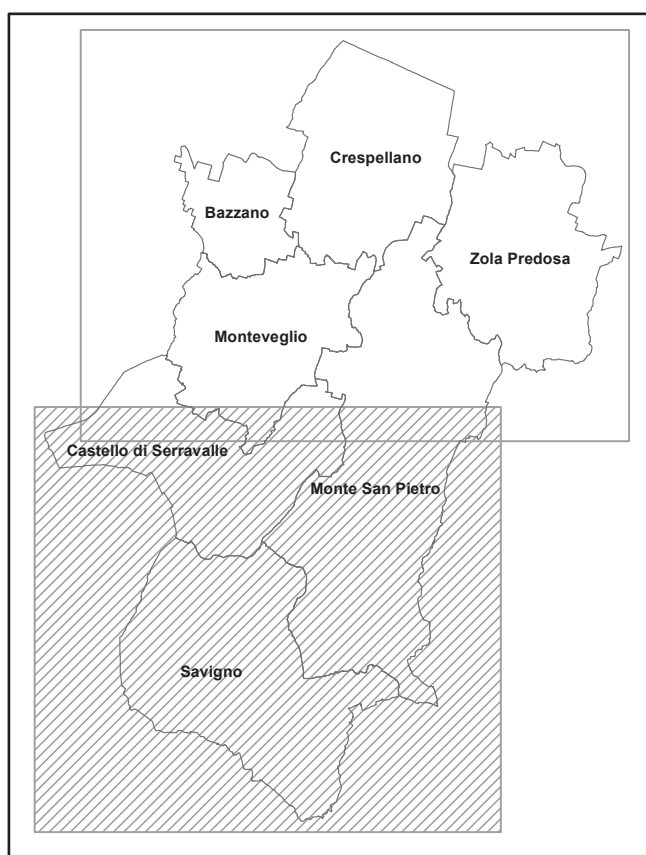 Crespellano
Bazzano
Zola Predosa
Monteveglio
Castello di Serravalle
Monte San Pietro
Savigno